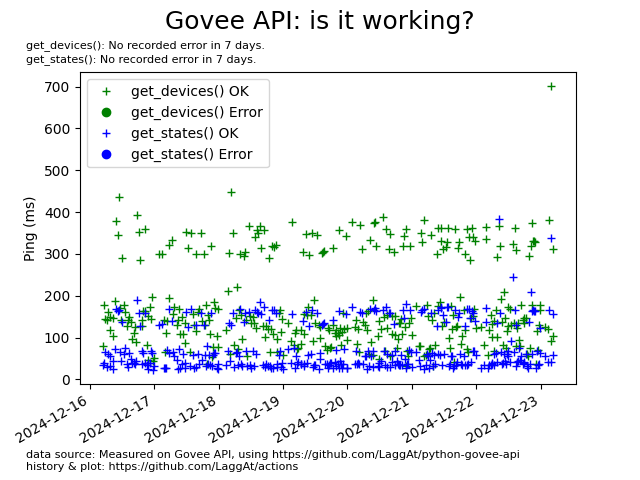 Govee API: is it working?
get_devices(): No recorded error in 7 days.
get_states(): No recorded error in 7 days.
700
600
500
400
300
200
100
0
Ping (ms)
get_devices() OK
get_devices() Error
get_states() OK
get_states() Error
2024-12-16
2024-12-17
2024-12-18
2024-12-19
2024-12-20
2024-12-21
2024-12-22
2024-12-23
data source: Measured on Govee API, using https://github.com/LaggAt/python-govee-api
history & plot: https://github.com/LaggAt/actions